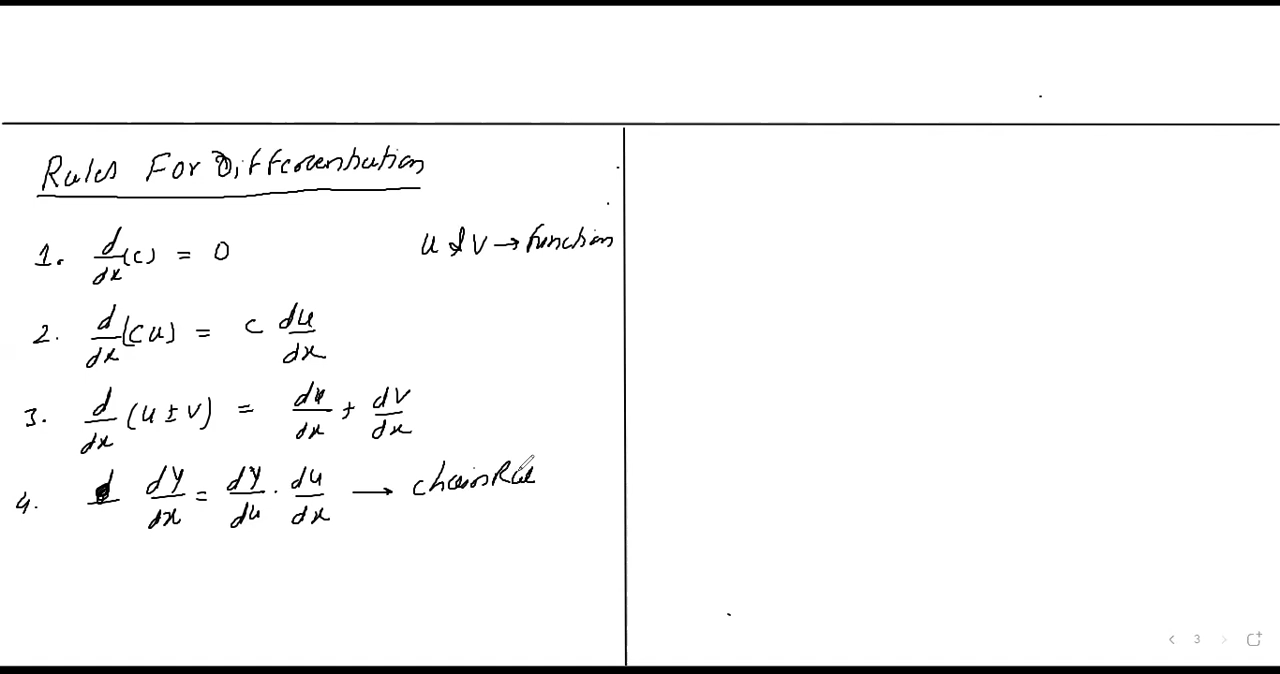 Rules For Differentiation
1. d/dx (c) = 0
u & v → function
2. d/dx (cu) = c du/dx
3. d/dx (u ± v) = du/dx + dv/dx
4. dy/dx = dy/du · du/dx → chain Rule
3